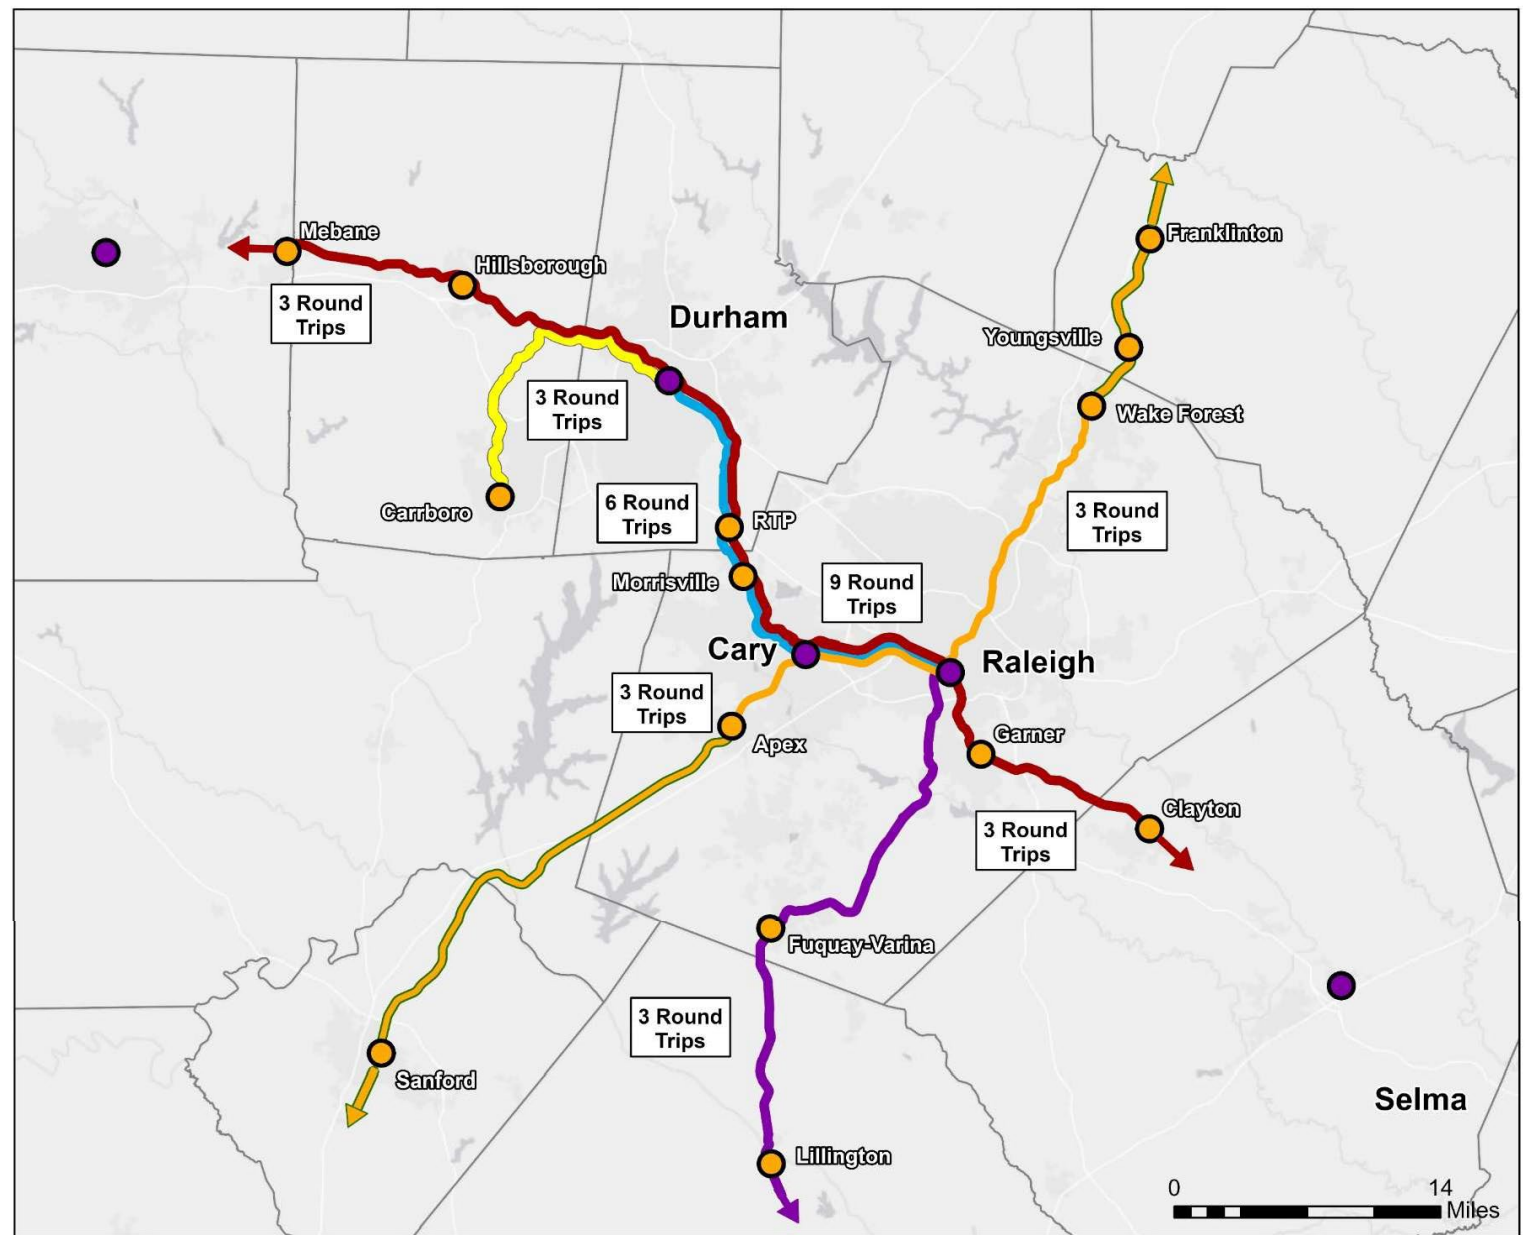 Mebane
Franklinton
Hillsborough
3 Round
Trips
Durham
Youngsville
3 Round
Trips
Wake Forest
Carrboro
6 Round
Trips
RTP
3 Round
Trips
Morrisville
9 Round
Trips
Cary
Raleigh
3 Round
Trips
Apex
Garner
Clayton
3 Round
Trips
Fuquay-Varina
3 Round
Trips
Sanford
Selma
Lillington
0
14
Miles